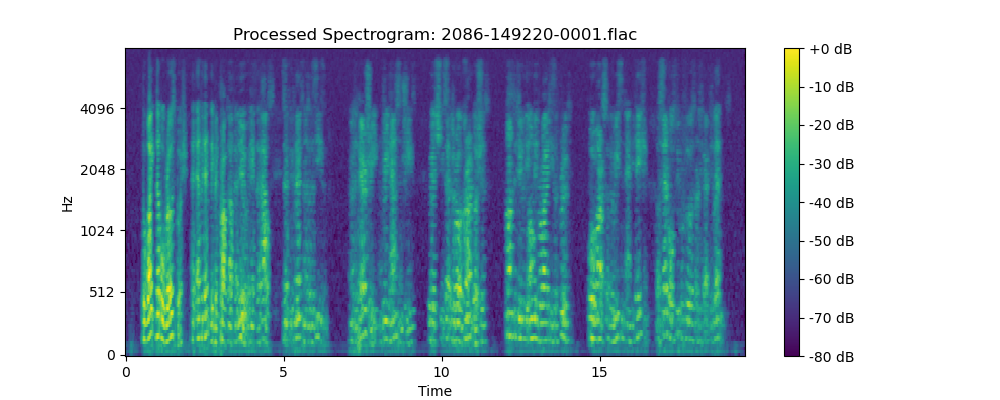 Processed Spectrogram: 2086-149220-0001.flac
Hz
4096
2048
1024
512
0
0 5 10 15
Time
+0 dB
-10 dB
-20 dB
-30 dB
-40 dB
-50 dB
-60 dB
-70 dB
-80 dB